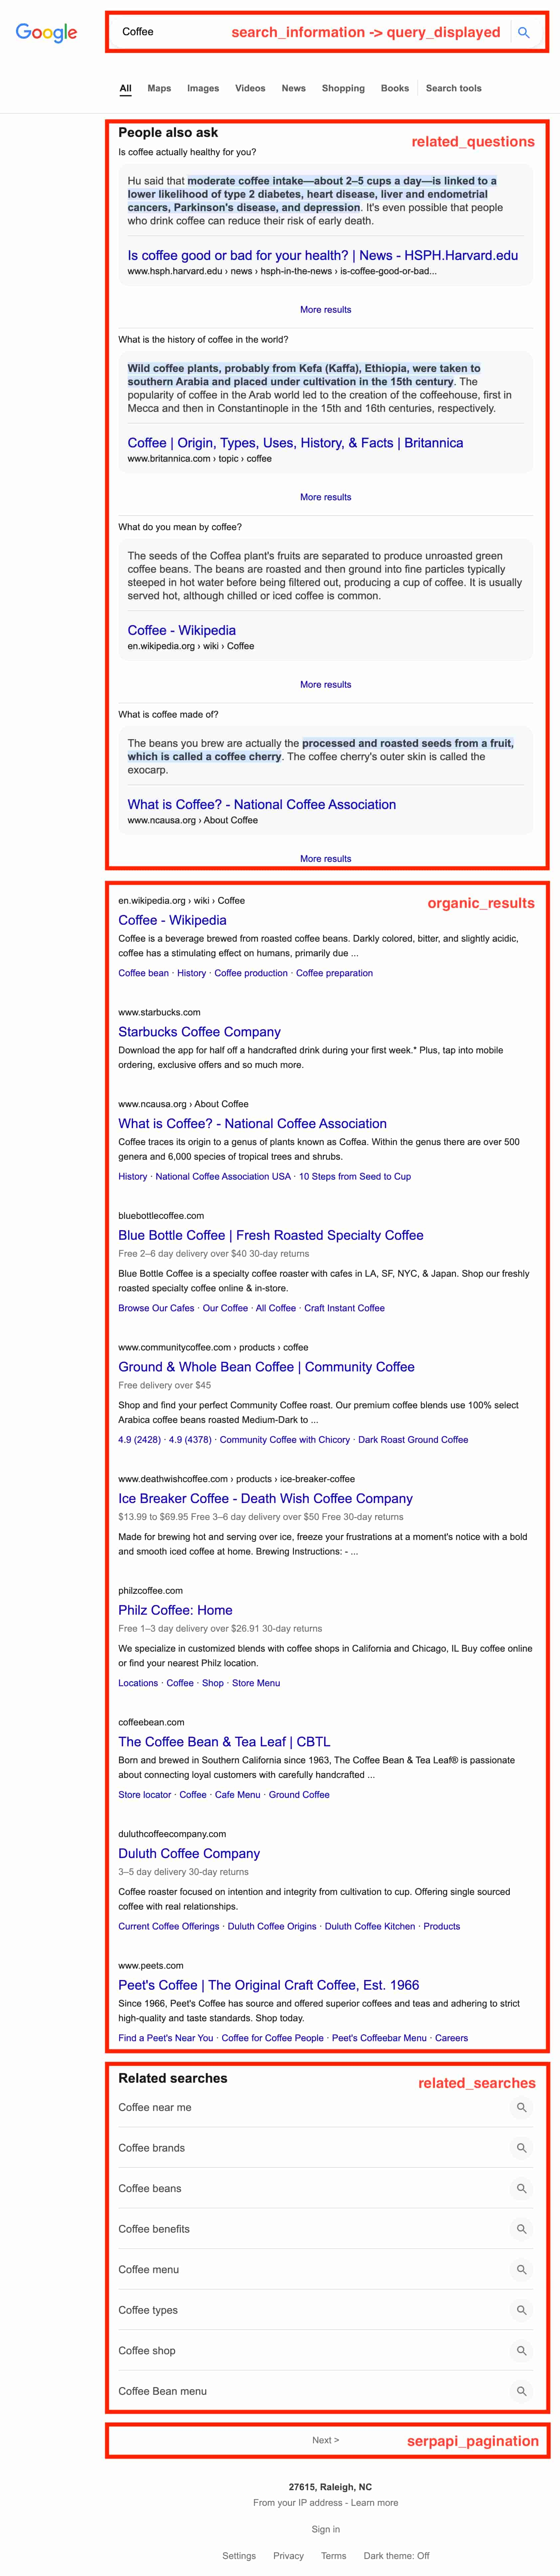 Google
Coffee
search_information -> query_displayed
All Maps Images Videos News Shopping Books Search tools
People also ask
related_questions
Is coffee actually healthy for you?
Hu said that moderate coffee intake—about 2–5 cups a day—is linked to a
lower likelihood of type 2 diabetes, heart disease, liver and endometrial
cancers, Parkinson's disease, and depression. It's even possible that people
who drink coffee can reduce their risk of early death.
Is coffee good or bad for your health? | News - HSPH.Harvard.edu
www.hsph.harvard.edu › news › hsph-in-the-news › is-coffee-good-or-bad...
More results
What is the history of coffee in the world?
Wild coffee plants, probably from Kefa (Kaffa), Ethiopia, were taken to
southern Arabia and placed under cultivation in the 15th century. The
popularity of coffee in the Arab world led to the creation of the coffeehouse, first in
Mecca and then in Constantinople in the 15th and 16th centuries, respectively.
Coffee | Origin, Types, Uses, History, & Facts | Britannica
www.britannica.com › topic › coffee
More results
What do you mean by coffee?
The seeds of the Coffea plant's fruits are separated to produce unroasted green
coffee beans. The beans are roasted and then ground into fine particles typically
steeped in hot water before being filtered out, producing a cup of coffee. It is usually
served hot, although chilled or iced coffee is common.
Coffee - Wikipedia
en.wikipedia.org › wiki › Coffee
More results
What is coffee made of?
The beans you brew are actually the processed and roasted seeds from a fruit,
which is called a coffee cherry. The coffee cherry's outer skin is called the
exocarp.
What is Coffee? - National Coffee Association
www.ncausa.org › About Coffee
More results
en.wikipedia.org › wiki › Coffee
organic_results
Coffee - Wikipedia
Coffee is a beverage brewed from roasted coffee beans. Darkly colored, bitter, and slightly acidic,
coffee has a stimulating effect on humans, primarily due ...
Coffee bean · History · Coffee production · Coffee preparation
www.starbucks.com
Starbucks Coffee Company
Download the app for half off a handcrafted drink during your first week.* Plus, tap into mobile
ordering, exclusive offers and so much more.
www.ncausa.org › About Coffee
What is Coffee? - National Coffee Association
Coffee traces its origin to a genus of plants known as Coffea. Within the genus there are over 500
genera and 6,000 species of tropical trees and shrubs.
History · National Coffee Association USA · 10 Steps from Seed to Cup
bluebottlecoffee.com
Blue Bottle Coffee | Fresh Roasted Specialty Coffee
Free 2–6 day delivery over $40 30-day returns
Blue Bottle Coffee is a specialty coffee roaster with cafes in LA, SF, NYC, & Japan. Shop our freshly
roasted specialty coffee online & in-store.
Browse Our Cafes · Our Coffee · All Coffee · Craft Instant Coffee
www.communitycoffee.com › products › coffee
Ground & Whole Bean Coffee | Community Coffee
Free delivery over $45
Shop and find your perfect Community Coffee roast. Our premium coffee blends use 100% select
Arabica coffee beans roasted Medium-Dark to ...
4.9 (2428) · 4.9 (4378) · Community Coffee with Chicory · Dark Roast Ground Coffee
www.deathwishcoffee.com › products › ice-breaker-coffee
Ice Breaker Coffee - Death Wish Coffee Company
$13.99 to $69.95 Free 3–6 day delivery over $50 Free 30-day returns
Made for brewing hot and serving over ice, freeze your frustrations at a moment's notice with a bold
and smooth iced coffee at home. Brewing Instructions: - ...
philzcoffee.com
Philz Coffee: Home
Free 1–3 day delivery over $26.91 30-day returns
We specialize in customized blends with coffee shops in California and Chicago, IL Buy coffee online
or find your nearest Philz location.
Locations · Coffee · Shop · Store Menu
coffeebean.com
The Coffee Bean & Tea Leaf | CBTL
Born and brewed in Southern California since 1963, The Coffee Bean & Tea Leaf® is passionate
about connecting loyal customers with carefully handcrafted ...
Store locator · Coffee · Cafe Menu · Ground Coffee
duluthcoffeecompany.com
Duluth Coffee Company
3–5 day delivery 30-day returns
Coffee roaster focused on intention and integrity from cultivation to cup. Offering single sourced
coffee with real relationships.
Current Coffee Offerings · Duluth Coffee Origins · Duluth Coffee Kitchen · Products
www.peets.com
Peet's Coffee | The Original Craft Coffee, Est. 1966
Since 1966, Peet's Coffee has source and offered superior coffees and teas and adhering to strict
high-quality and taste standards. Shop today.
Find a Peet's Near You · Coffee for Coffee People · Peet's Coffeebar Menu · Careers
Related searches
related_searches
Coffee near me
Coffee brands
Coffee beans
Coffee benefits
Coffee menu
Coffee types
Coffee shop
Coffee Bean menu
Next >
serpapi_pagination
27615, Raleigh, NC
From your IP address - Learn more
Sign in
Settings Privacy Terms Dark theme: Off